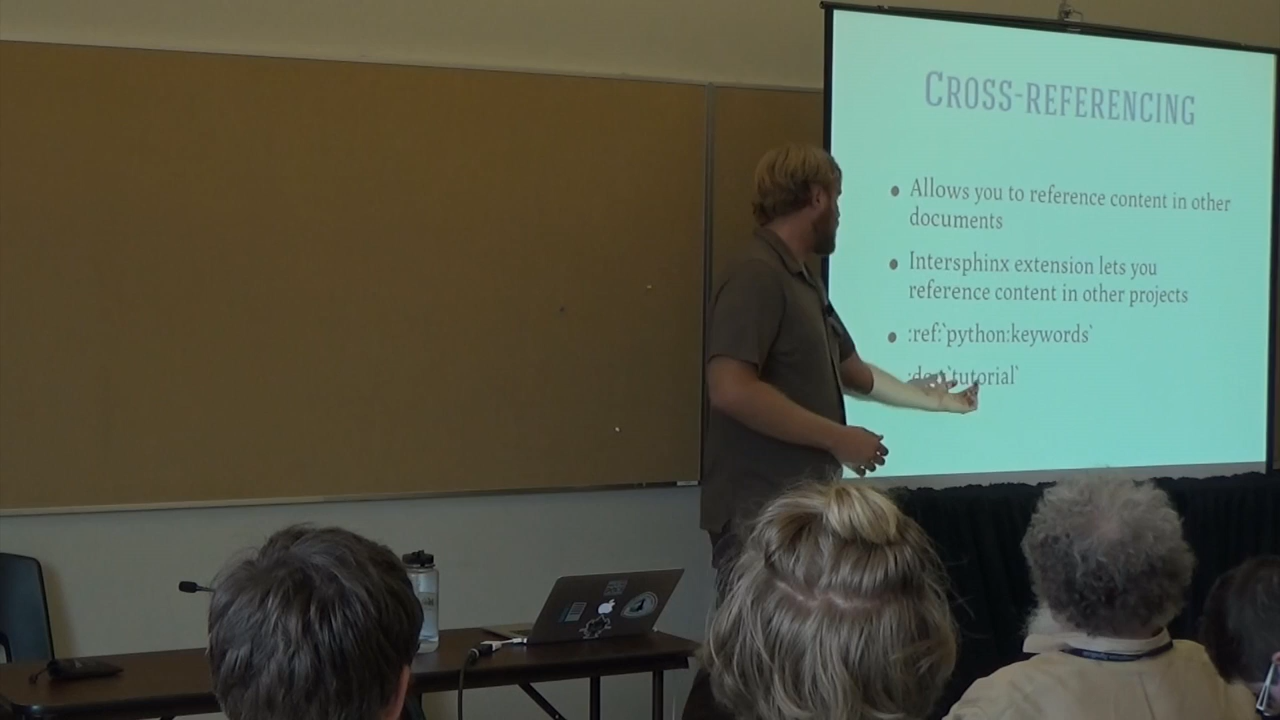 CROSS-REFERENCING
Allows you to reference content in other
documents
Intersphinx extension lets you
reference content in other projects
:ref:`python:keywords`
`tutorial`